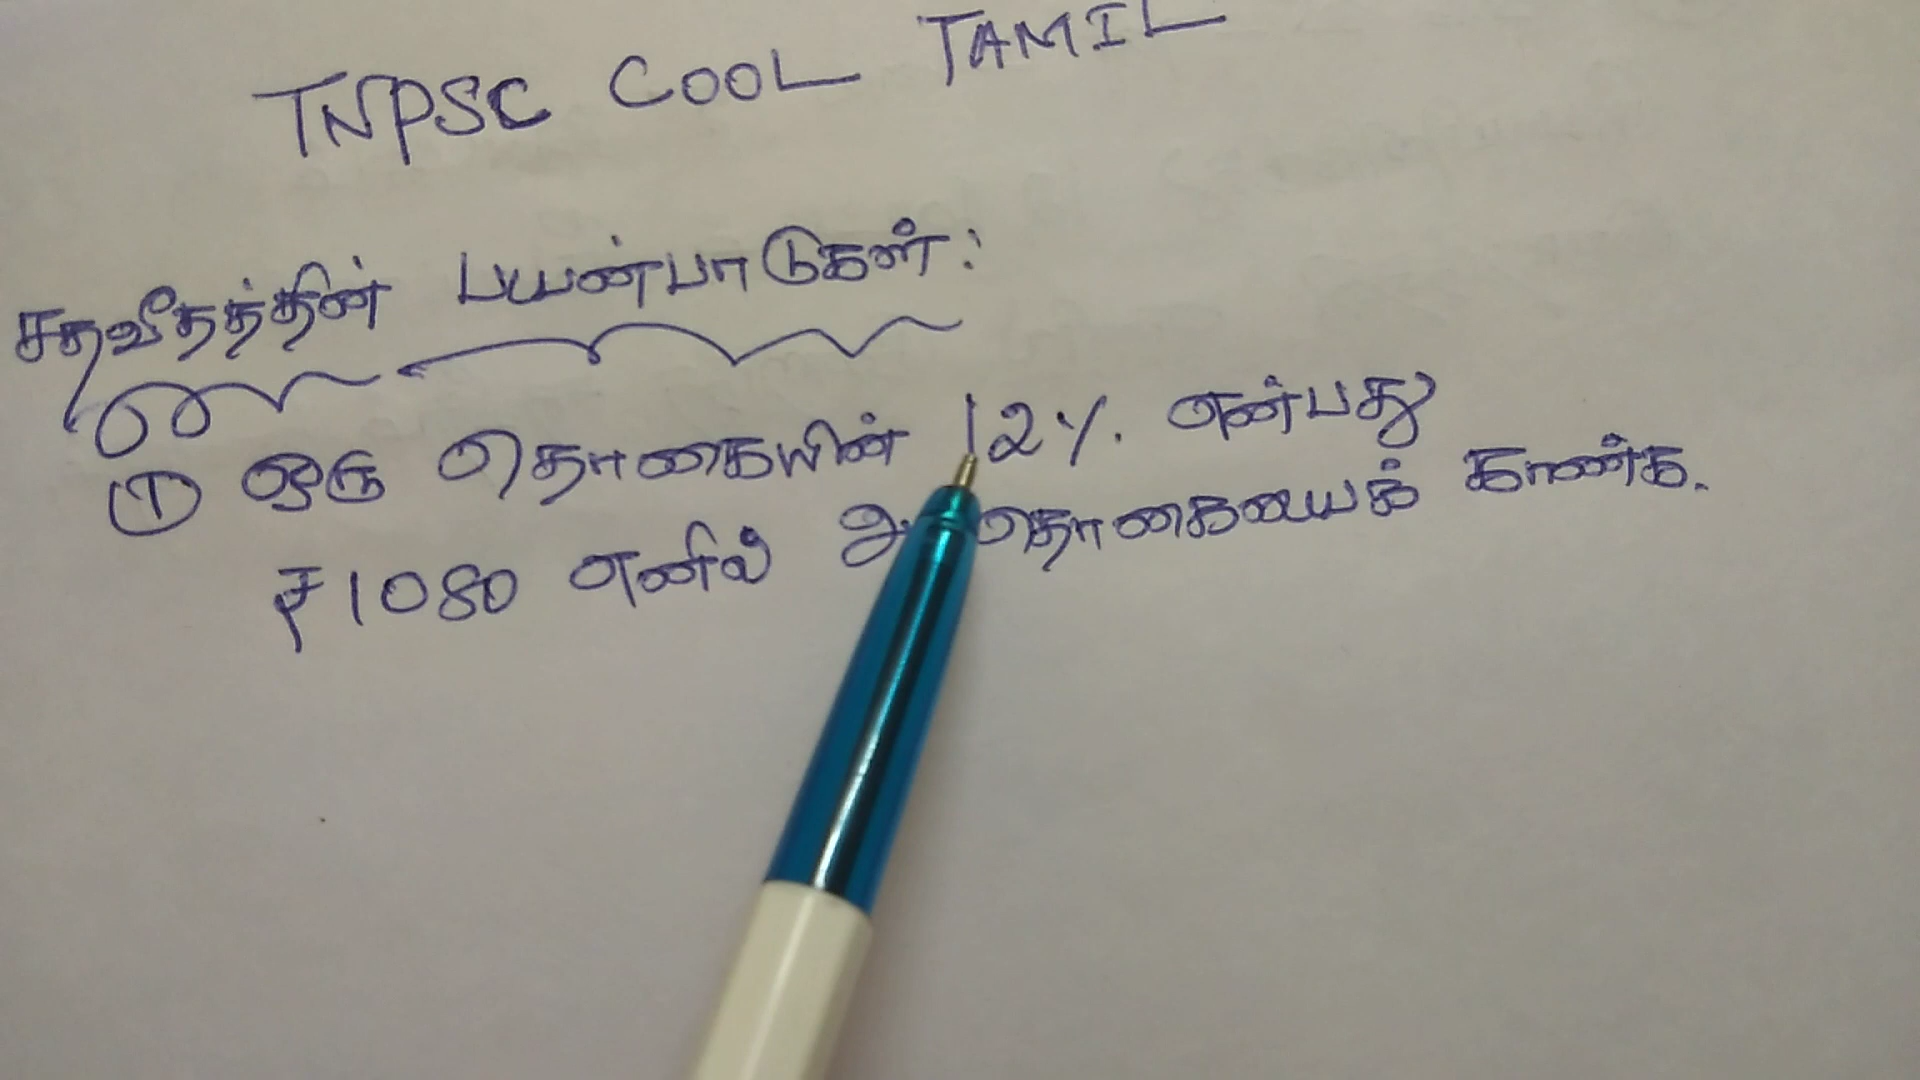 TNPSC COOL TAMIL
சதவீதத்தின் பயன்பாடுகள்:
① ஒரு தொகையின் 12%. என்பது
₹1080 எனில் காண்க.